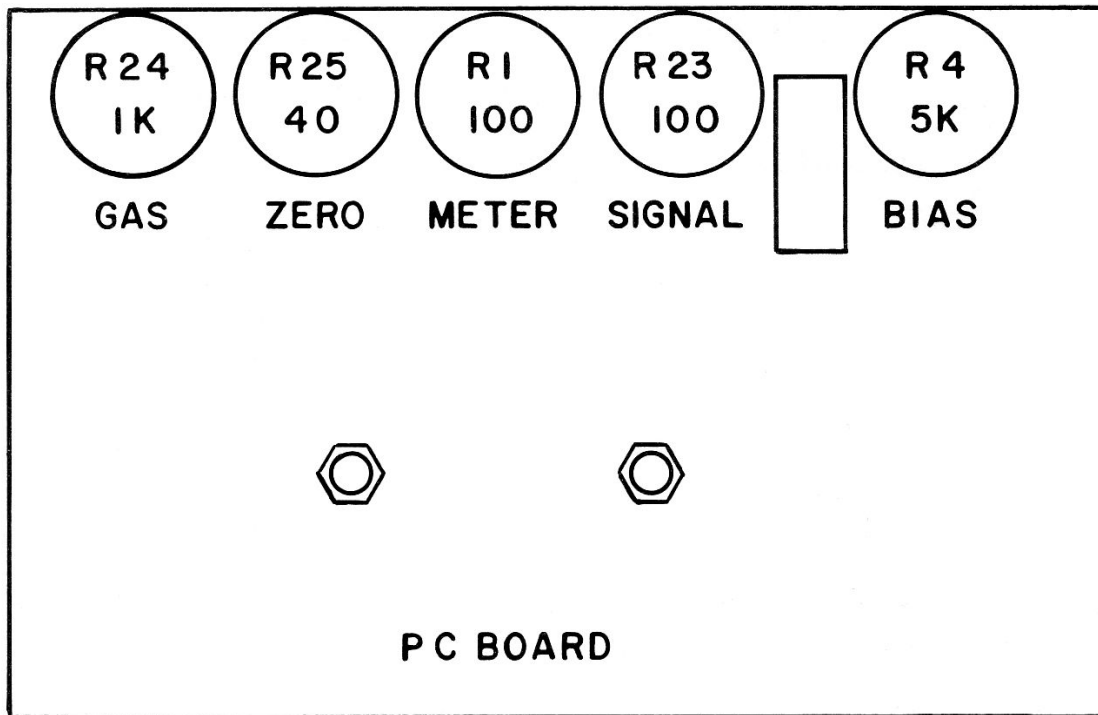 R 24 R 25 R 1 R 23 R 4
1K 40 100 100 5K
GAS ZERO METER SIGNAL BIAS
PC BOARD